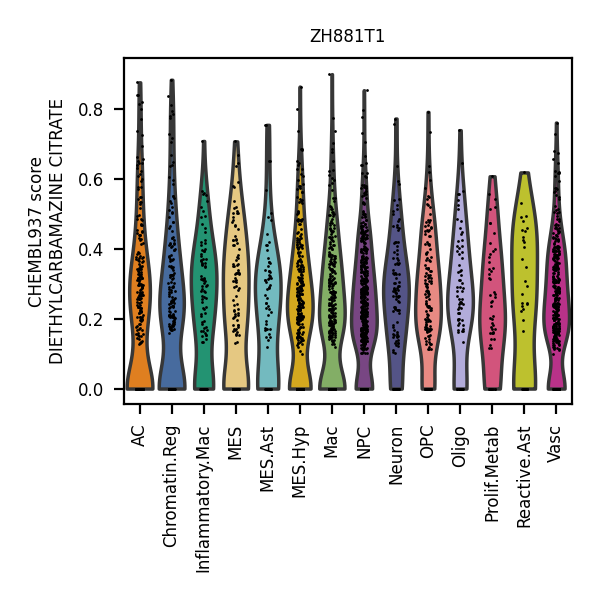 ZH881T1
CHEMBL937 score
DIETHYLCARBAMAZINE CITRATE
0.8
0.6
0.4
0.2
0.0
AC
Chromatin.Reg
Inflammatory.Mac
MES
MES.Ast
MES.Hyp
Mac
NPC
Neuron
OPC
Oligo
Prolif.Metab
Reactive.Ast
Vasc